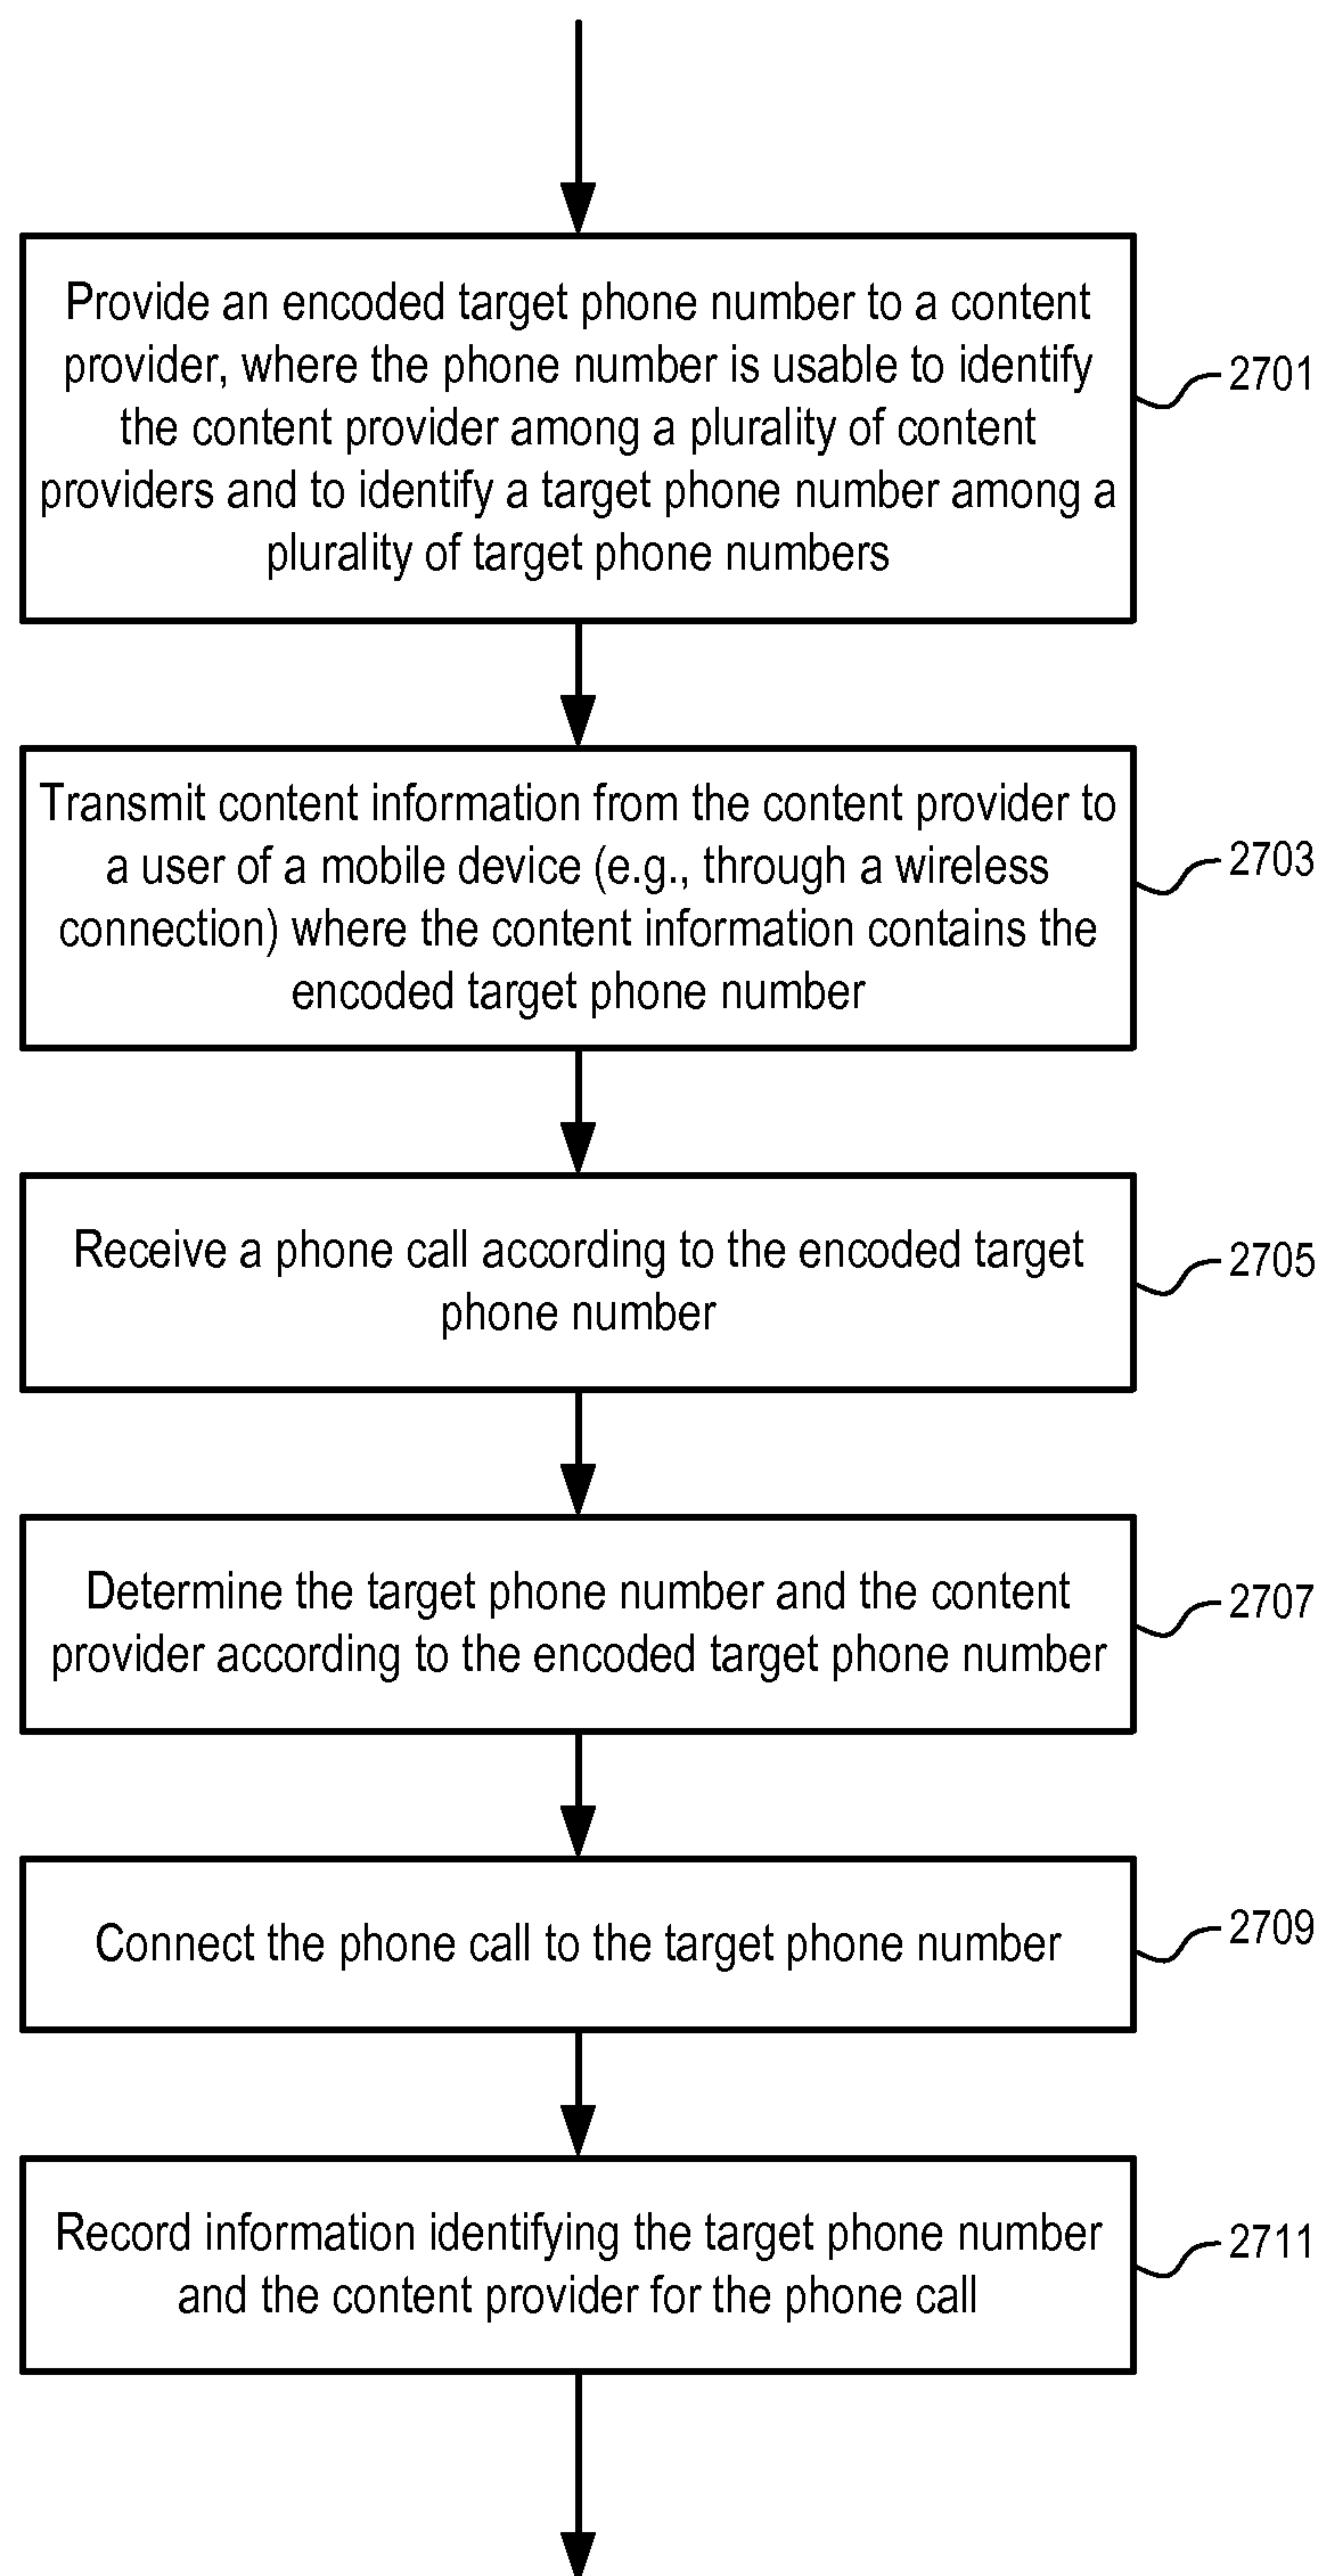 Provide an encoded target phone number to a content
provider, where the phone number is usable to identify
the content provider among a plurality of content
providers and to identify a target phone number among a
plurality of target phone numbers
2701
Transmit content information from the content provider to
a user of a mobile device (e.g., through a wireless
connection) where the content information contains the
encoded target phone number
2703
Receive a phone call according to the encoded target
phone number
2705
Determine the target phone number and the content
provider according to the encoded target phone number
2707
Connect the phone call to the target phone number
2709
Record information identifying the target phone number
and the content provider for the phone call
2711